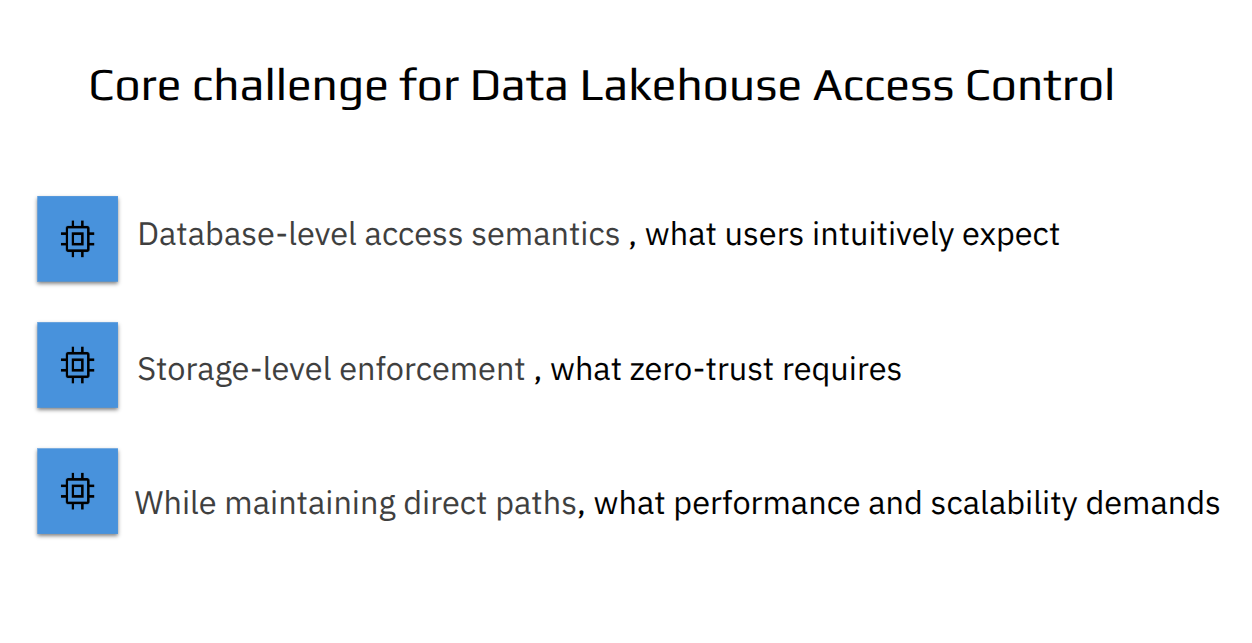 Core challenge for Data Lakehouse Access Control
Database-level access semantics , what users intuitively expect
Storage-level enforcement , what zero-trust requires
While maintaining direct paths, what performance and scalability demands